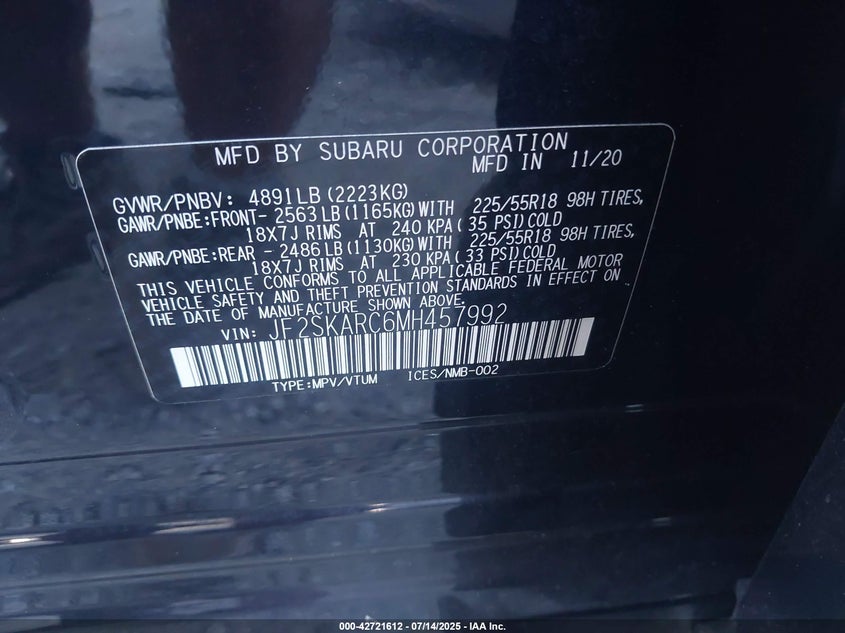 MFD BY SUBARU CORPORATION
MFD IN 11/20
GVWR/PNBV: 4891LB (2223KG)
GAWR/PNBE:FRONT- 2563LB (1165KG) WITH 225/55R18 98H TIRES,
18X7J RIMS AT 240 KPA (35 PSI) COLD
GAWR/PNBE:REAR - 2486LB (1130KG) WITH 225/55R18 98H TIRES,
18X7J RIMS AT 230 KPA (33 PSI) COLD
THIS VEHICLE CONFORMS TO ALL APPLICABLE FEDERAL MOTOR
VEHICLE SAFETY AND THEFT PREVENTION STANDARDS IN EFFECT ON
THE DATE OF MANUFACTURE SHOWN ABOVE.
VIN: JF2SKARC6MH457992
TYPE:MPV/VTUM ICES/NMB-002
000-42721612 - 07/14/2025 - IAA Inc.